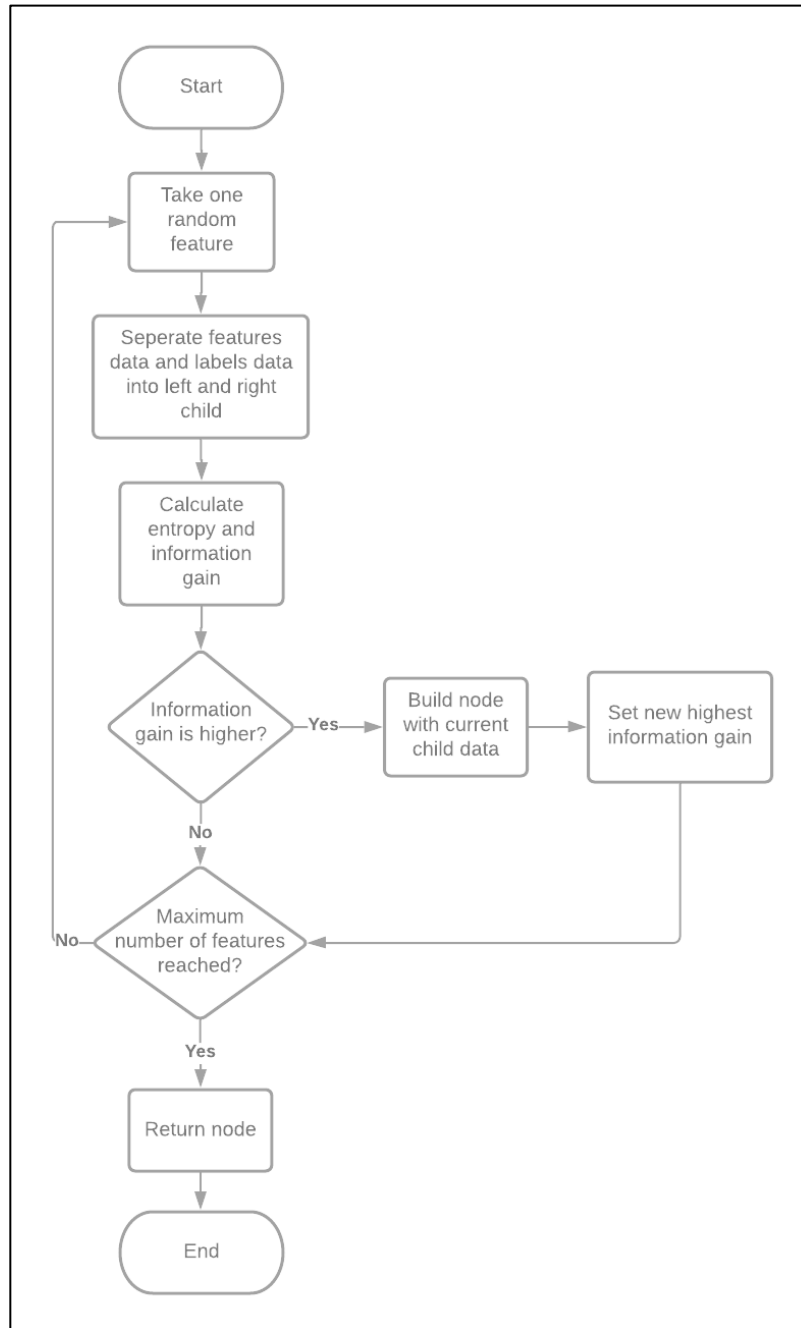 Start
Take one
random
feature
Seperate features
data and labels data
into left and right
child
Calculate
entropy and
information
gain
Information
gain is higher?
Yes
Build node
with current
child data
Set new highest
information gain
No
Maximum
number of features
reached?
No
Yes
Return node
End